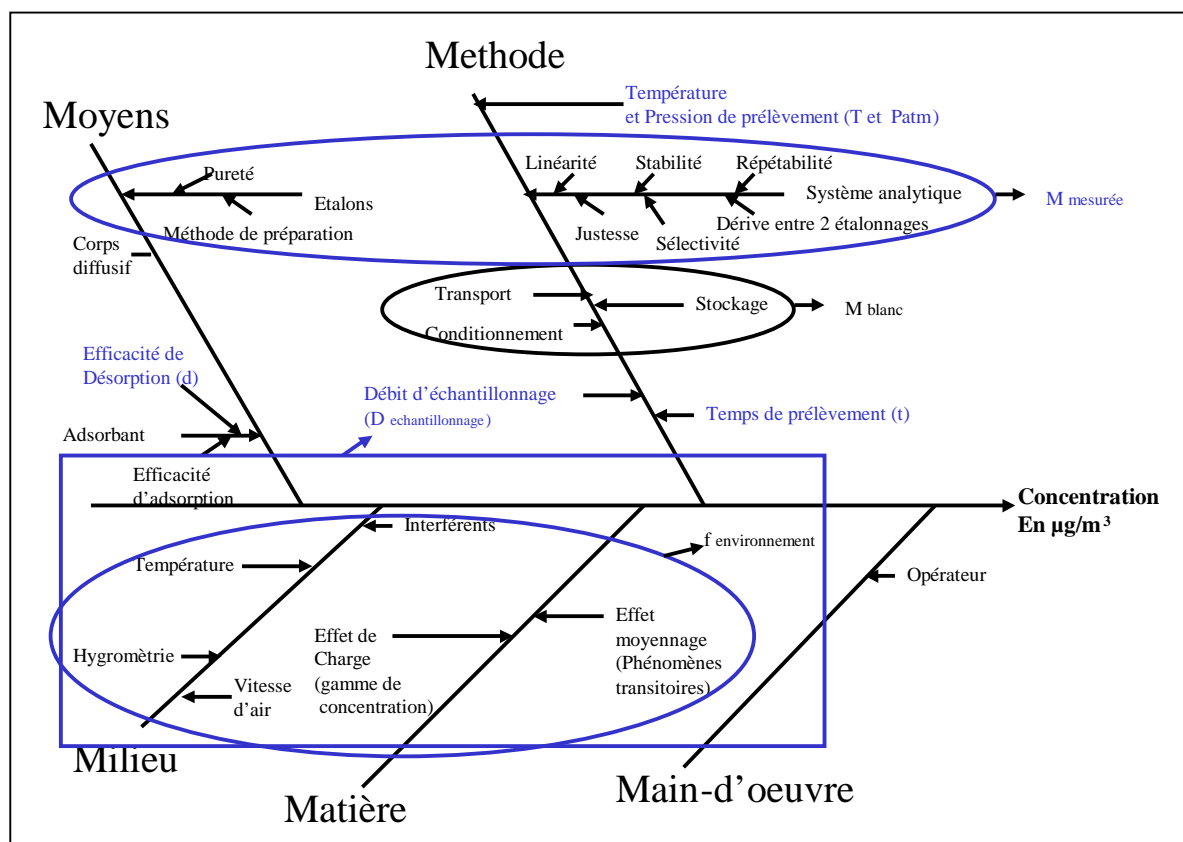 Methode
Température
et Pression de prélèvement (T et Patm)
Moyens
Linéarité
Stabilité
Répétabilité
Pureté
Système analytique
M mesurée
Etalons
Méthode de préparation
Justesse
Dérive entre 2 étalonnages
Sélectivité
Corps
diffusif
Transport
Stockage
M blanc
Conditionnement
Efficacité de
Désorption (d)
Débit d’échantillonnage
(D echantillonnage)
Temps de prélèvement (t)
Adsorbant
Efficacité
d’adsorption
Concentration
En µg/m³
Interférents
f environnement
Température
Opérateur
Effet de
Charge
(gamme de
concentration)
Effet
moyennage
(Phénomènes
transitoires)
Hygromètrie
Vitesse
d’air
Milieu
Matière
Main-d’oeuvre